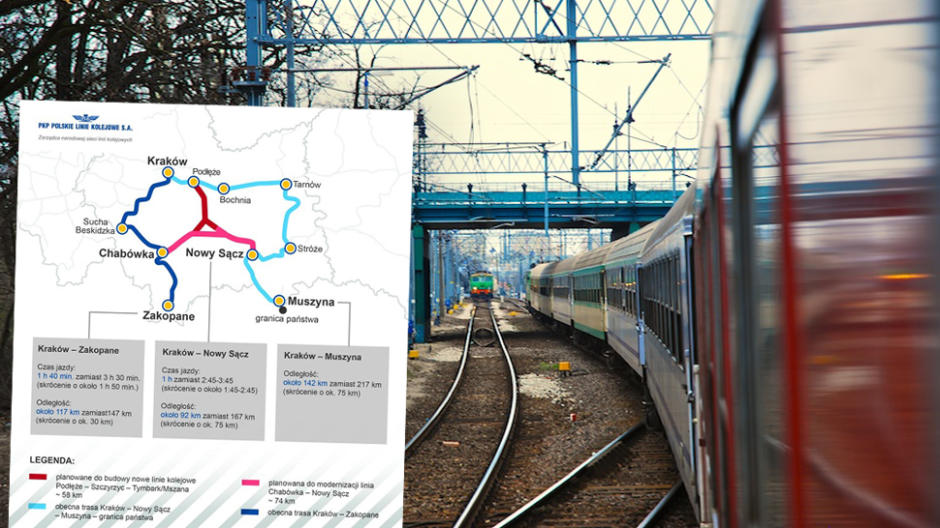 PKP POLSKIE LINIE KOLEJOWE S.A.
Zarządca narodowej sieci linii kolejowych
Kraków
Podłęże
Bochnia
Tarnów
Sucha
Beskidzka
Chabówka
Nowy Sącz
Stróże
Zakopane
Muszyna
granica państwa
Kraków – Zakopane
Czas jazdy:
1 h 40 min. zamiast 3 h 30 min.
(skrócenie o około 1 h 50 min.)
Odległość:
około 117 km zamiast147 km
(skrócenie o ok. 30 km)
Kraków – Nowy Sącz
Czas jazdy:
1 h zamiast 2:45-3:45
(skrócenie o około 1:45-2:45)
Odległość:
około 92 km zamiast 167 km
(skrócenie o ok. 75 km)
Kraków – Muszyna
Odległość:
około 142 km zamiast 217 km
(skrócenie o ok. 75 km)
LEGENDA:
planowane do budowy nowe linie kolejowe
Podłęże – Szczyrzyc – Tymbark/Mszana
~ 58 km
obecna trasa Kraków – Nowy Sącz
– Muszyna – granica państwa
planowana do modernizacji linia
Chabówka – Nowy Sącz
~ 74 km
obecna trasa Kraków – Zakopane